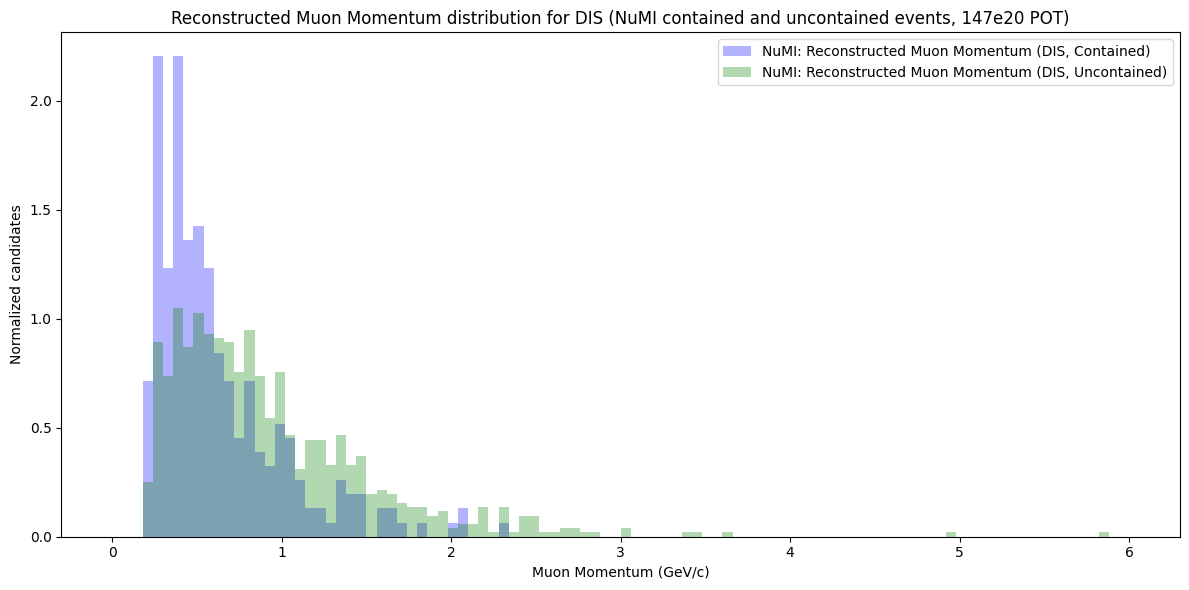 Reconstructed Muon Momentum distribution for DIS (NuMI contained and uncontained events, 147e20 POT)
NuMI: Reconstructed Muon Momentum (DIS, Contained)
NuMI: Reconstructed Muon Momentum (DIS, Uncontained)
Normalized candidates
2.0
1.5
1.0
0.5
0.0
0 1 2 3 4 5 6
Muon Momentum (GeV/c)